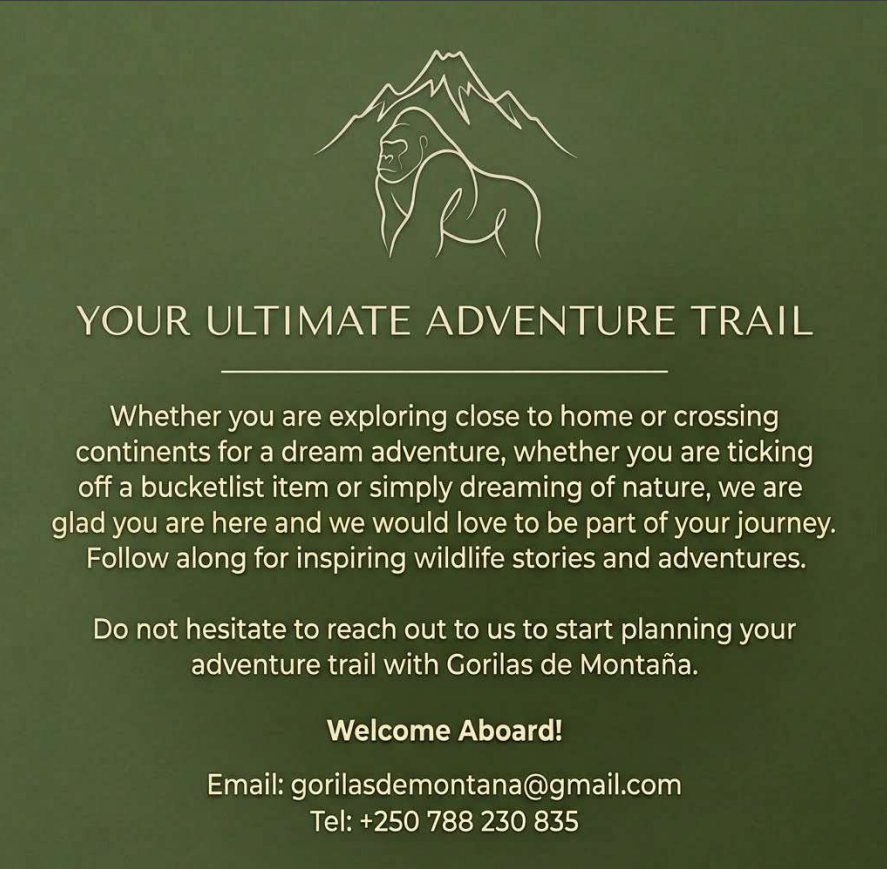 YOUR ULTIMATE ADVENTURE TRAIL
Whether you are exploring close to home or crossing
continents for a dream adventure, whether you are ticking
off a bucketlist item or simply dreaming of nature, we are
glad you are here and we would love to be part of your journey.
Follow along for inspiring wildlife stories and adventures.
Do not hesitate to reach out to us to start planning your
adventure trail with Gorilas de Montaña.
Welcome Aboard!
Email: gorilasdemontana@gmail.com
Tel: +250 788 230 835